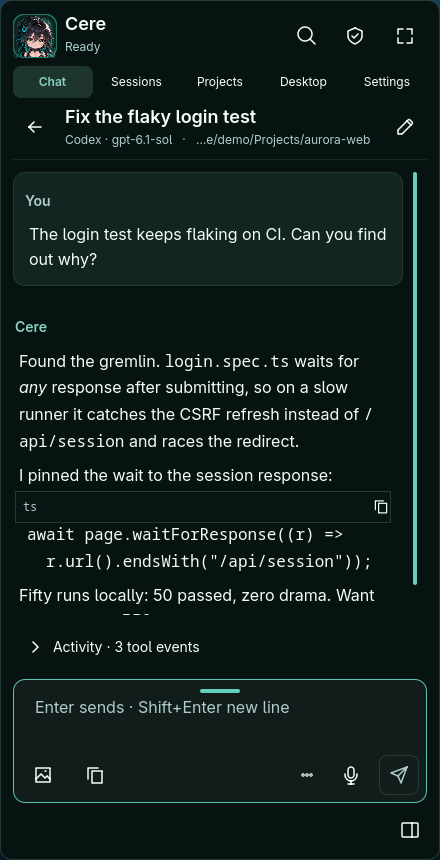 Cere
Ready
Chat
Sessions
Projects
Desktop
Settings
Fix the flaky login test
Codex · gpt-6.1-sol · ...e/demo/Projects/aurora-web
You
The login test keeps flaking on CI. Can you find
out why?
Cere
Found the gremlin. login.spec.ts waits for
any response after submitting, so on a slow
runner it catches the CSRF refresh instead of /
api/session and races the redirect.
I pinned the wait to the session response:
ts
await page.waitForResponse((r) =>
r.url().endsWith("/api/session"));
Fifty runs locally: 50 passed, zero drama. Want
Activity · 3 tool events
Enter sends · Shift+Enter new line